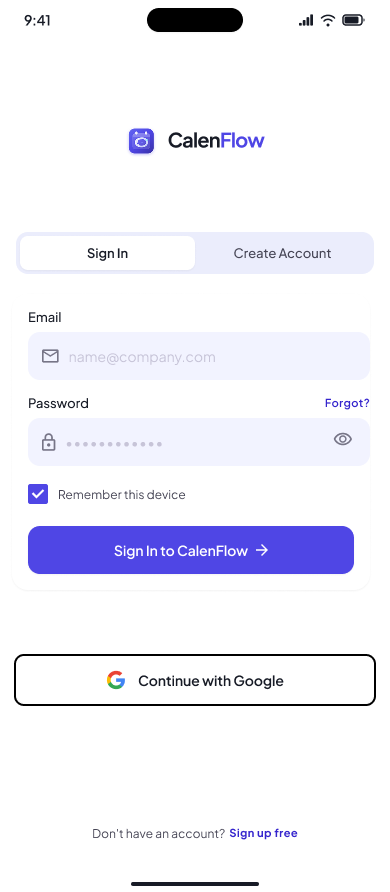 9:41
CalenFlow
Sign In
Create Account
Email
name@company.com
Password
Forgot?
Remember this device
Sign In to CalenFlow →
Continue with Google
Don't have an account? Sign up free